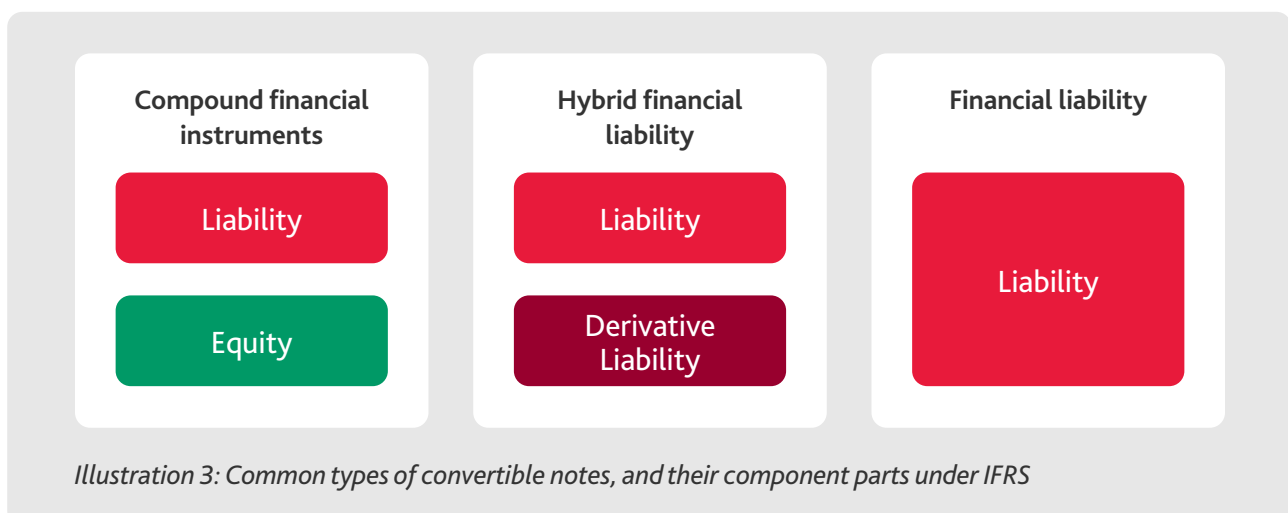 Compound financial
instruments
Liability
Equity
Hybrid financial
liability
Liability
Derivative
Liability
Financial liability
Liability
Illustration 3: Common types of convertible notes, and their component parts under IFRS